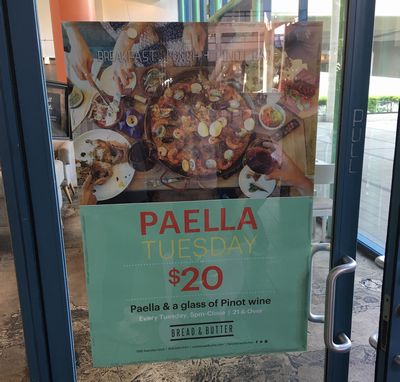 PAELLA
TUESDAY
$20
Paella & a glass of Pinot wine
Every Tuesday, 5pm-Close | 21 & Over
BREAD & BUTTER
PULL